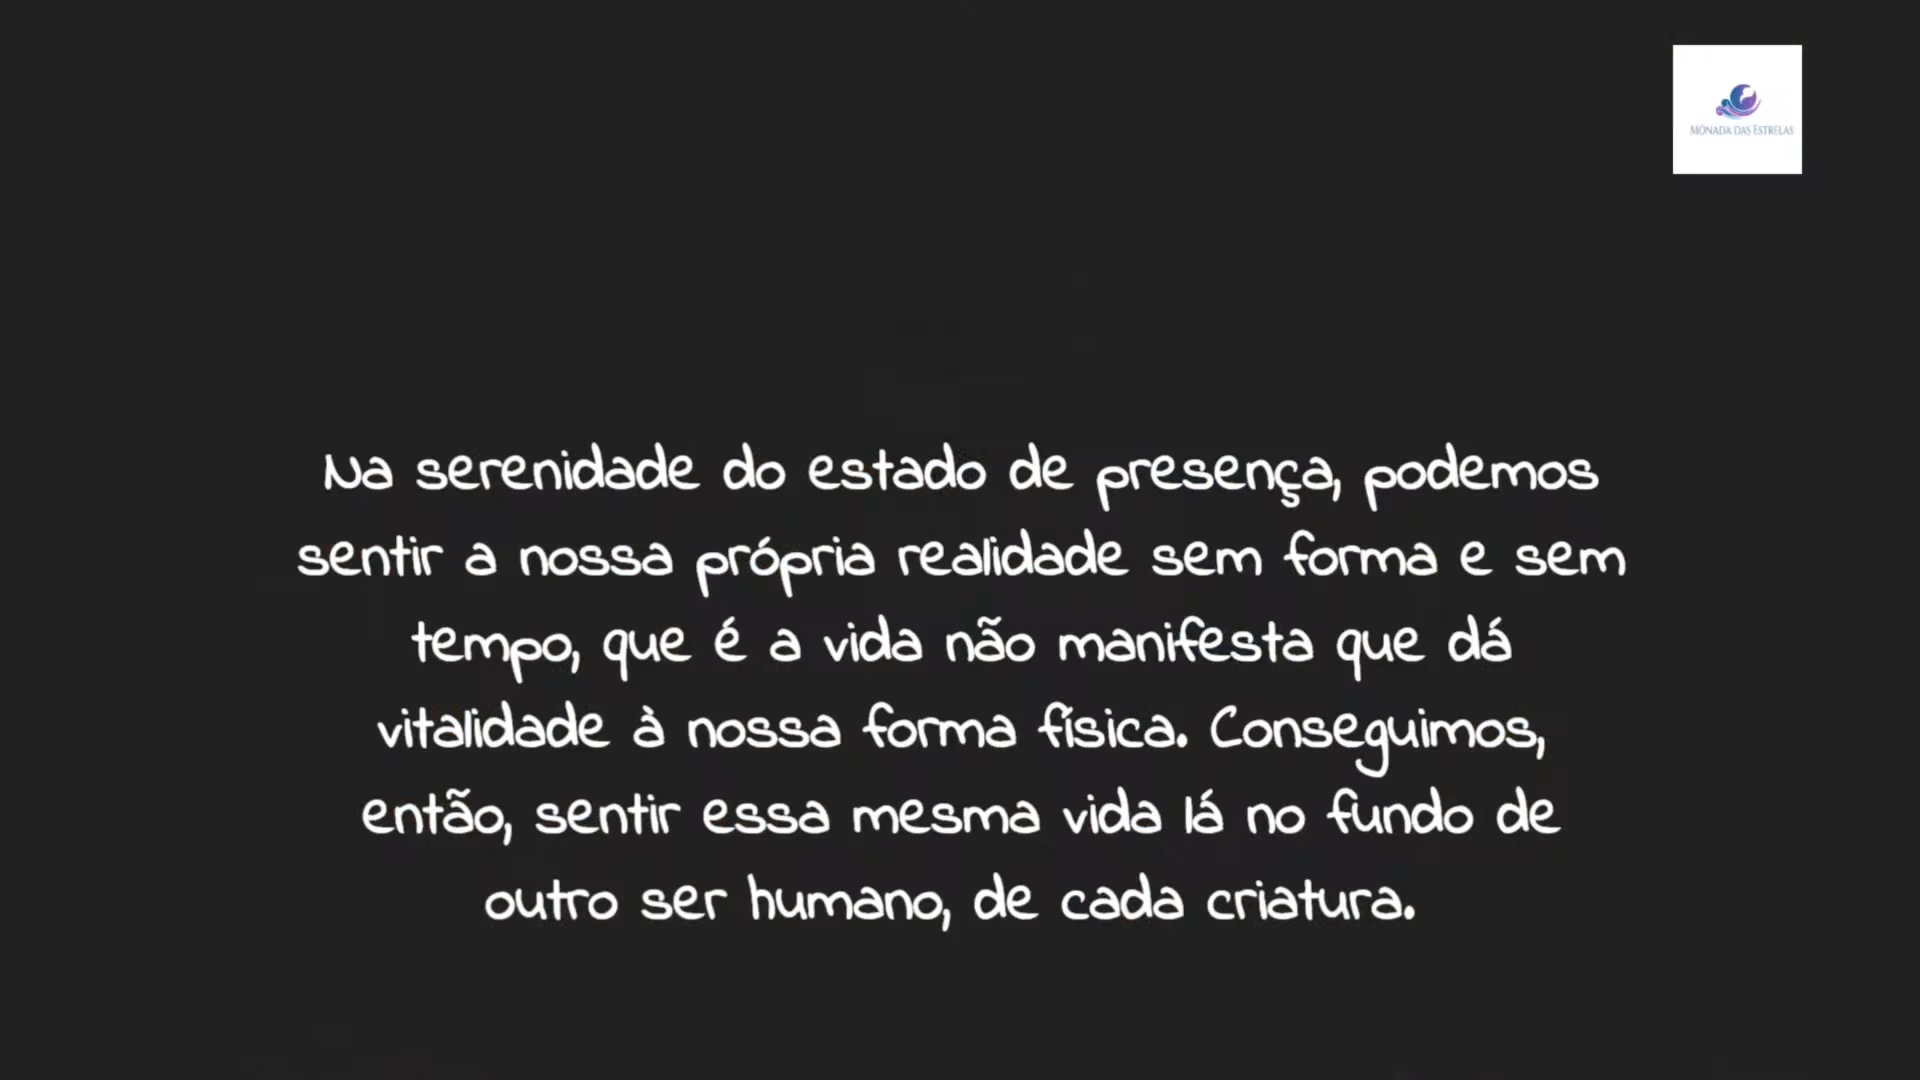 MÔNADA DAS ESTRELAS
Na serenidade do estado de presença, podemos
sentir a nossa própria realidade sem forma e sem
tempo, que é a vida não manifesta que dá
vitalidade à nossa forma física. Conseguimos,
então, sentir essa mesma vida lá no fundo de
outro ser humano, de cada criatura.